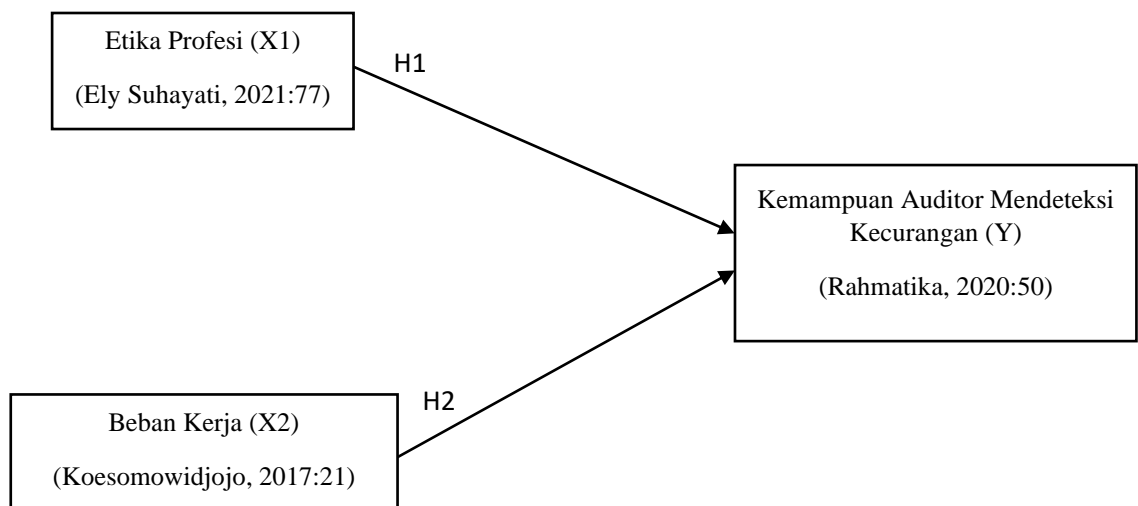 Etika Profesi (X1)
(Ely Suhayati, 2021:77)
H1
Kemampuan Auditor Mendeteksi
Kecurangan (Y)
(Rahmatika, 2020:50)
H2
Beban Kerja (X2)
(Koesomowidjojo, 2017:21)